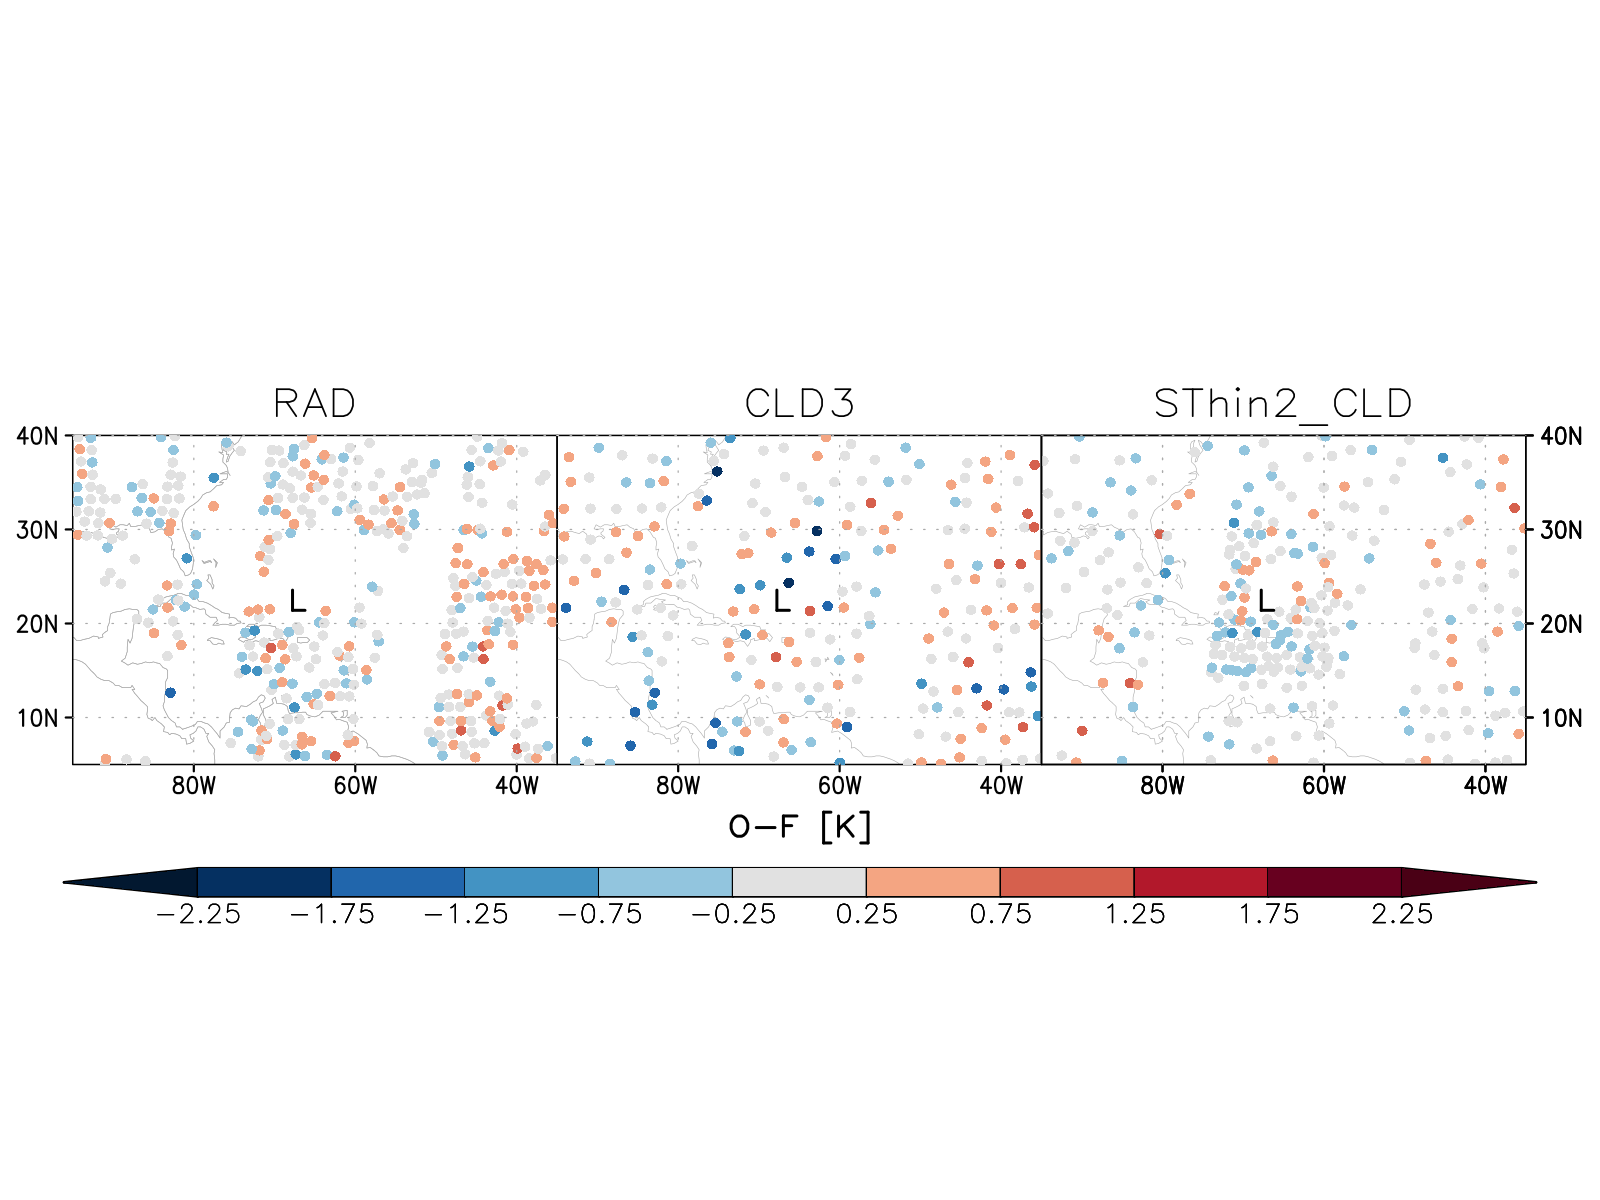 RAD CLD3 SThin2_CLD
40N 40N
30N 30N
20N 20N
10N 10N
L L L
80W 60W 40W 80W 60W 40W 80W 60W 40W
O-F [K]
-2.25 -1.75 -1.25 -0.75 -0.25 0.25 0.75 1.25 1.75 2.25